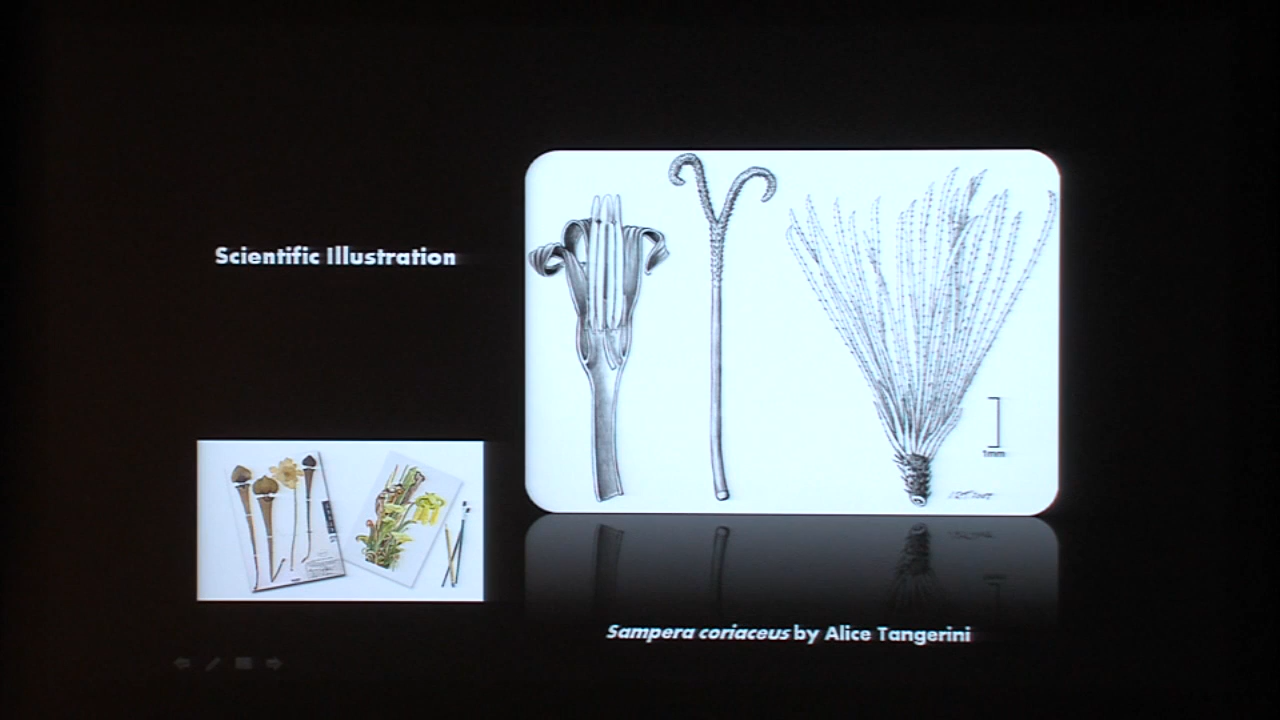 Scientific Illustration
1mm
Sampera coriaceus by Alice Tangerini